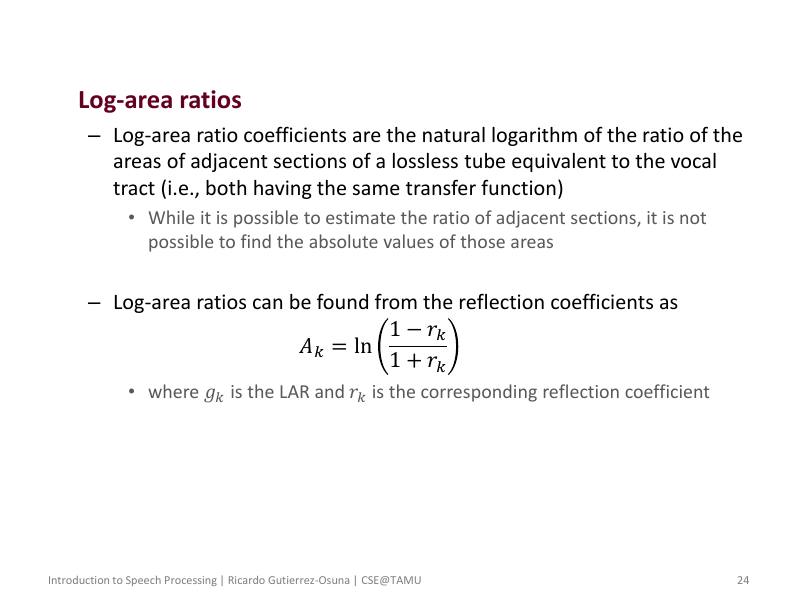 Log-area ratios
– Log-area ratio coefficients are the natural logarithm of the ratio of the
areas of adjacent sections of a lossless tube equivalent to the vocal
tract (i.e., both having the same transfer function)
• While it is possible to estimate the ratio of adjacent sections, it is not
possible to find the absolute values of those areas
– Log-area ratios can be found from the reflection coefficients as
A_k = ln((1 − r_k)/(1 + r_k))
• where g_k is the LAR and r_k is the corresponding reflection coefficient
Introduction to Speech Processing | Ricardo Gutierrez-Osuna | CSE@TAMU 24